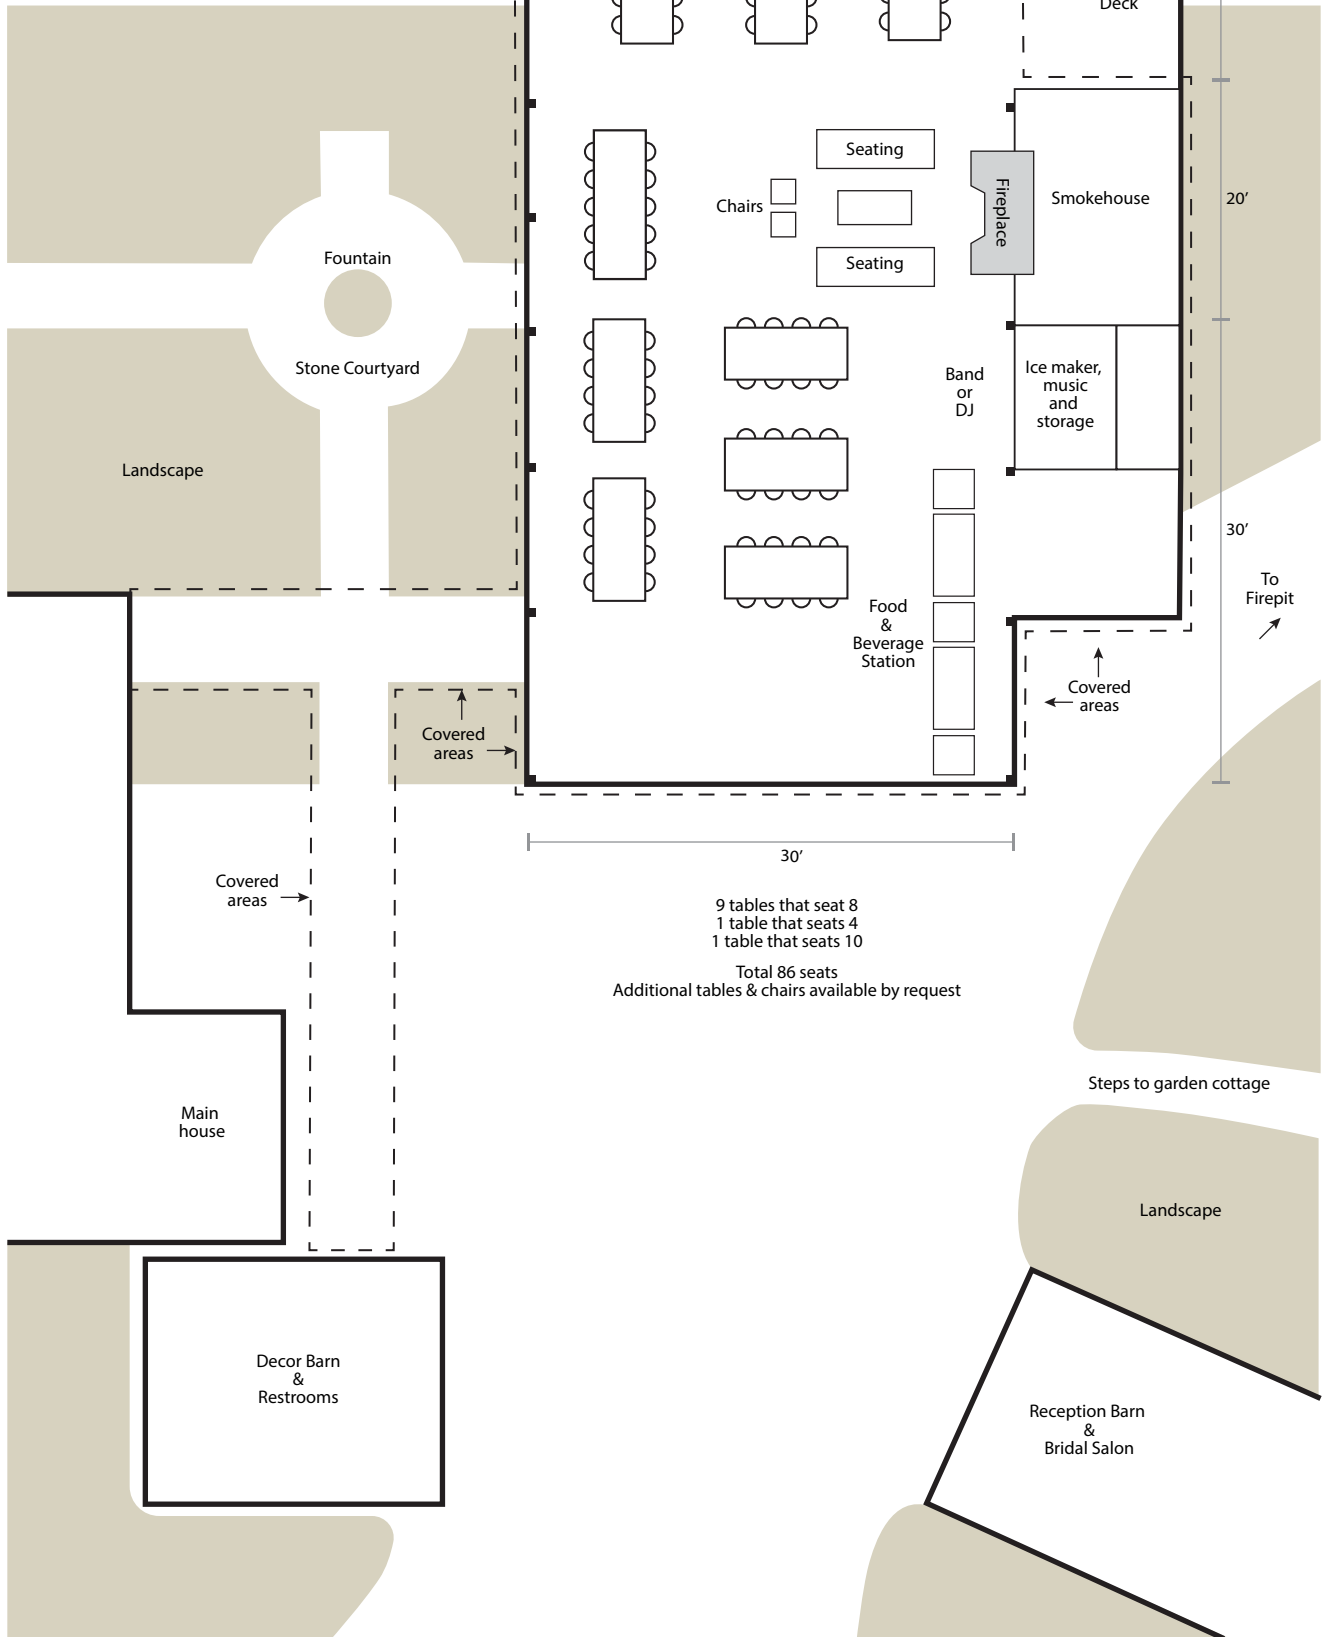 Deck
Seating
Chairs
Fireplace
Smokehouse
20’
Seating
Fountain
Stone Courtyard
Band
or
DJ
Ice maker,
music
and
storage
Landscape
30’
To
Firepit
Food
&
Beverage
Station
Covered
areas
Covered
areas
30’
Covered
areas
9 tables that seat 8
1 table that seats 4
1 table that seats 10
Total 86 seats
Additional tables & chairs available by request
Steps to garden cottage
Main
house
Landscape
Decor Barn
&
Restrooms
Reception Barn
&
Bridal Salon